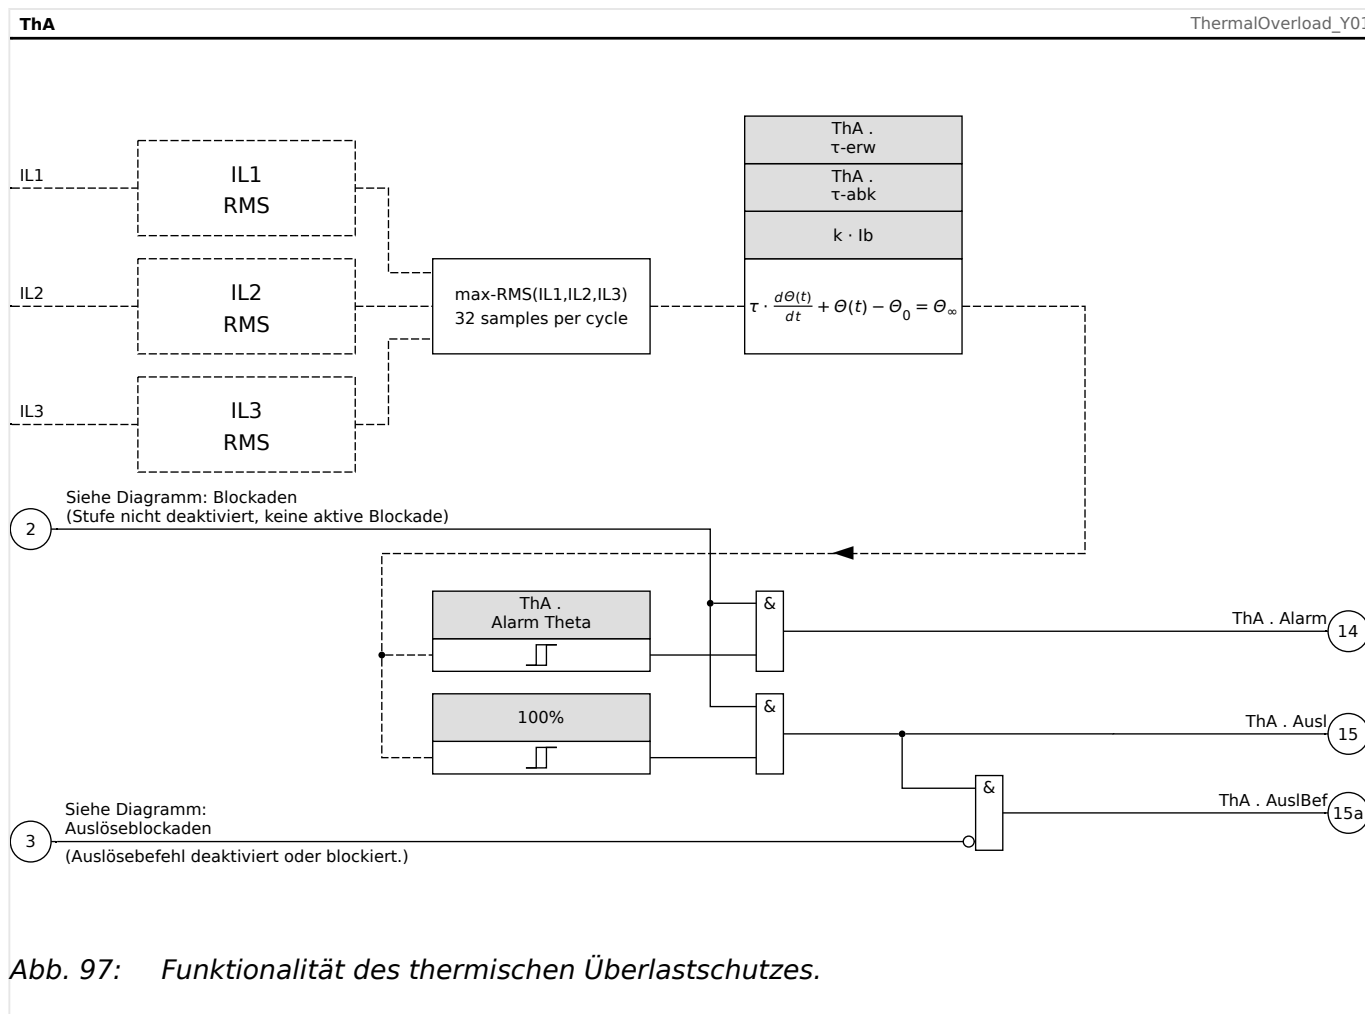 ThA
ThermalOverload_Y01
ThA .
τ-erw
ThA .
τ-abk
k · Ib
τ · dΘ(t)/dt + Θ(t) − Θ₀ = Θ∞
IL1
IL1
RMS
IL2
IL2
RMS
max-RMS(IL1,IL2,IL3)
32 samples per cycle
IL3
IL3
RMS
2
Siehe Diagramm: Blockaden
(Stufe nicht deaktiviert, keine aktive Blockade)
ThA .
Alarm Theta
&
ThA . Alarm
14
100%
&
ThA . Ausl
15
3
Siehe Diagramm:
Auslöseblockaden
(Auslösebefehl deaktiviert oder blockiert.)
&
ThA . AuslBef
15a
Abb. 97: Funktionalität des thermischen Überlastschutzes.